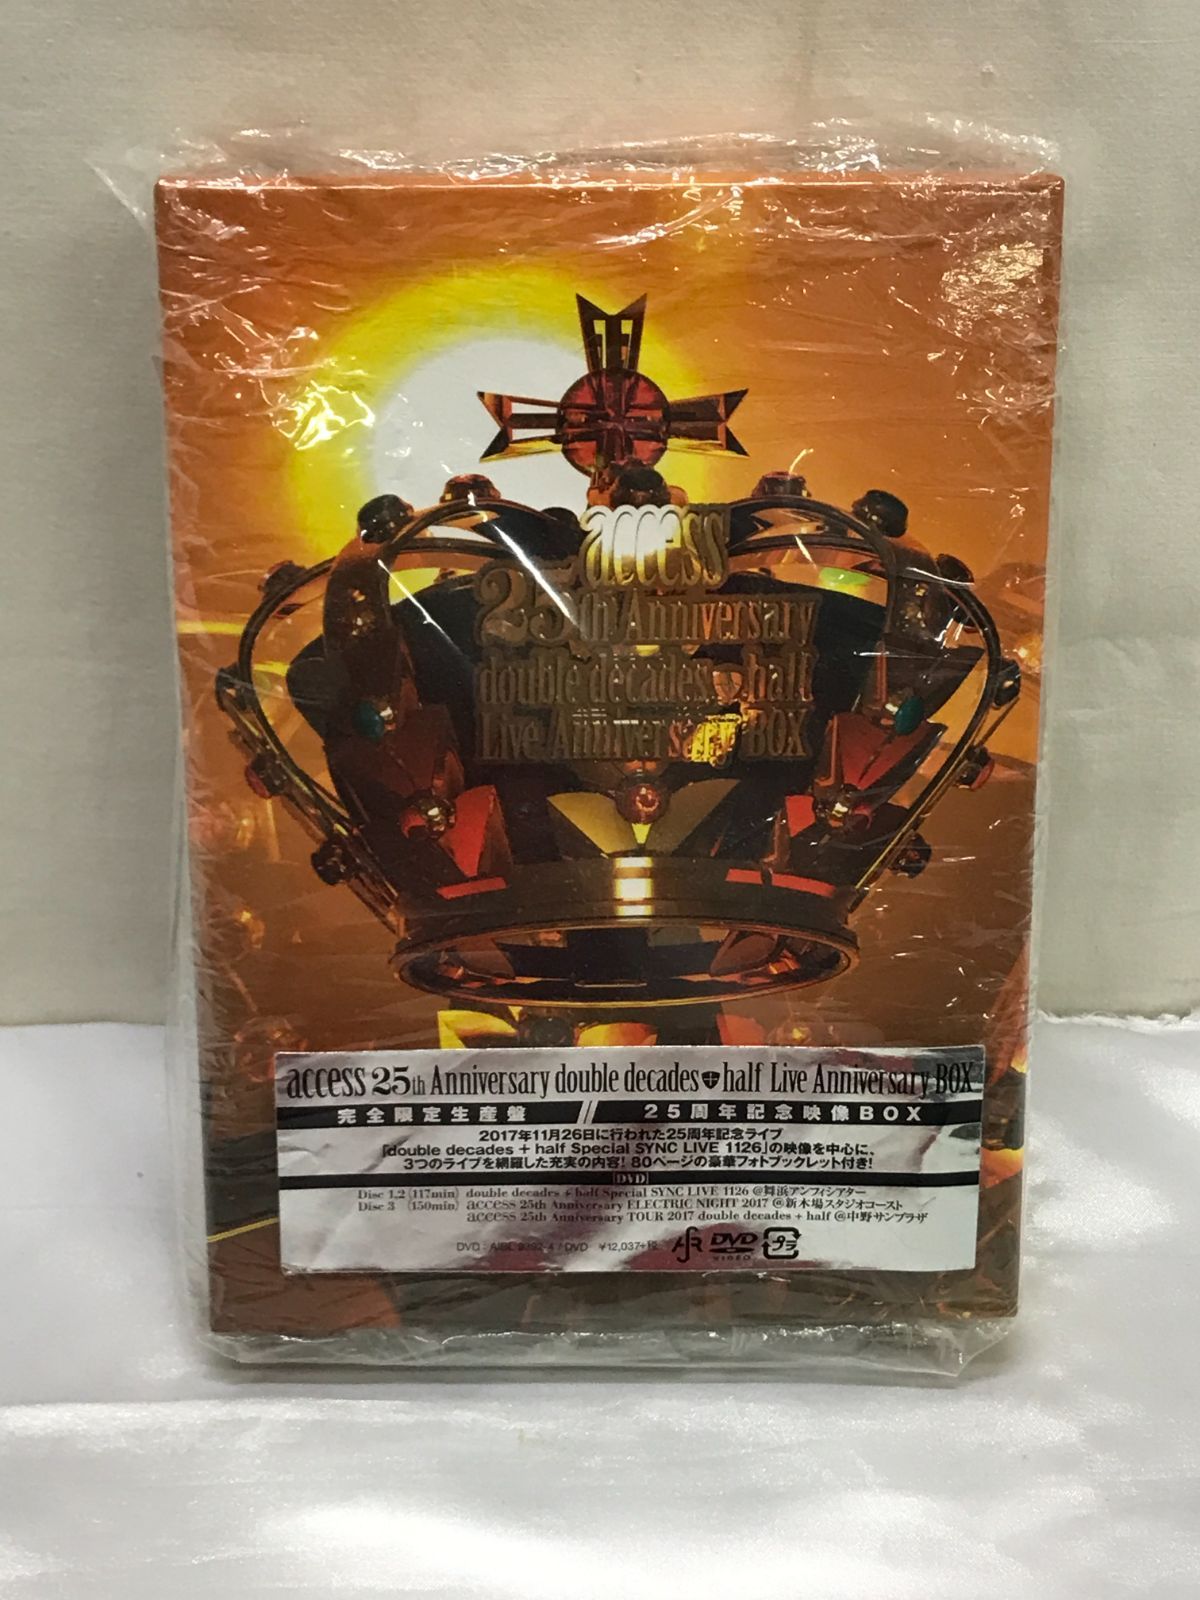 access
25th Anniversary
double decades half
Live Anniversary BOX
access 25th Anniversary double decades half Live Anniversary BOX
完全限定生産盤 // 25周年記念映像BOX
2017年11月26日に行われた25周年記念ライブ
「double decades + half Special SYNC LIVE 1126」の映像を中心に、
3つのライブを網羅した充実の内容! 80ページの豪華フォトブックレット付き!
[DVD]
Disc 1.2 (117min) double decades + half Special SYNC LIVE 1126 @舞浜アンフィシアター
Disc 3 (150min) access 25th Anniversary ELECTRIC NIGHT 2017 @新木場スタジオコースト
access 25th Anniversary TOUR 2017 double decades + half @中野サンプラザ
DVD : / DVD ¥12,037+税
DVD
VIDEO
プラ